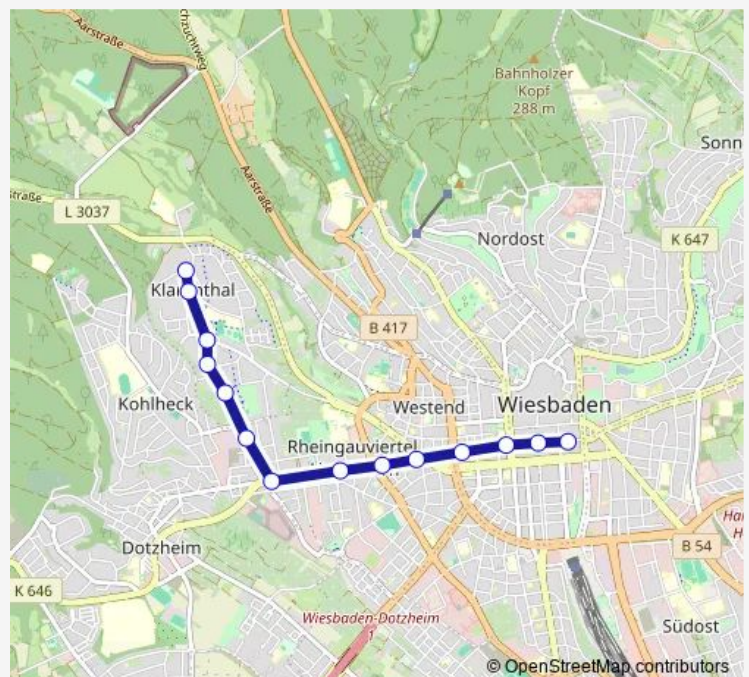 Aarstraße
Bahnholzer
Kopf
288 m
Sonn
Aarstraße
L 3037
Nordost
K 647
B 417
Kohlheck
Westend
Wiesbaden
Rheingauviertel
Dotzheim
B 54
K 646
Wiesbaden-Dotzheim
1
Südost
© OpenStreetMap contributors